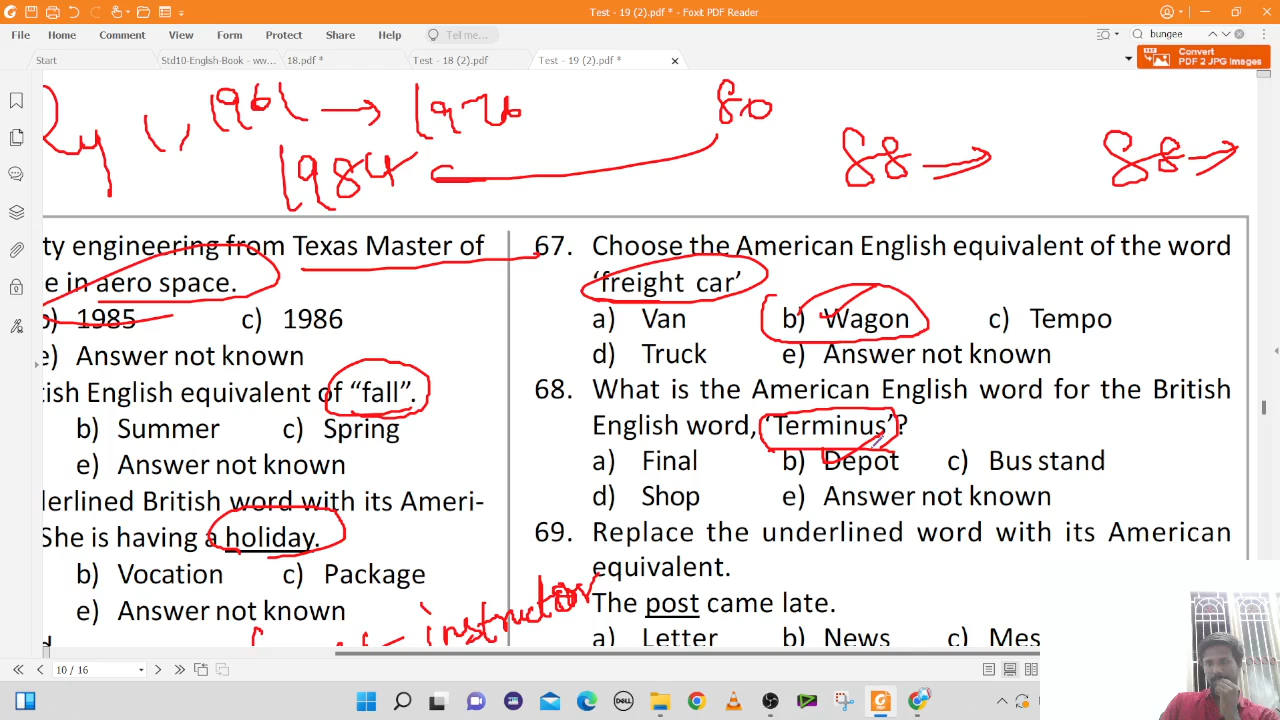 Test - 19 (2).pdf * - Foxit PDF Reader
File Home Comment View Form Protect Share Help Tell me... bungee
Start Std10-English-Book - ww... 18.pdf * Test - 18 (2).pdf Test - 19 (2).pdf *
Convert
PDF 2 JPG Images
1961 → 1976 80
1984 88 → 88 →
ty engineering from Texas Master of
e in aero space.
b) 1985 c) 1986
e) Answer not known
tish English equivalent of “fall”.
b) Summer c) Spring
e) Answer not known
derlined British word with its Ameri-
She is having a holiday.
b) Vocation c) Package
e) Answer not known
instructor
67. Choose the American English equivalent of the word
‘freight car’
a) Van b) Wagon c) Tempo
d) Truck e) Answer not known
68. What is the American English word for the British
English word, ‘Terminus’?
a) Final b) Depot c) Bus stand
d) Shop e) Answer not known
69. Replace the underlined word with its American
equivalent.
The post came late.
a) Letter b) News c) Mes
10 / 16